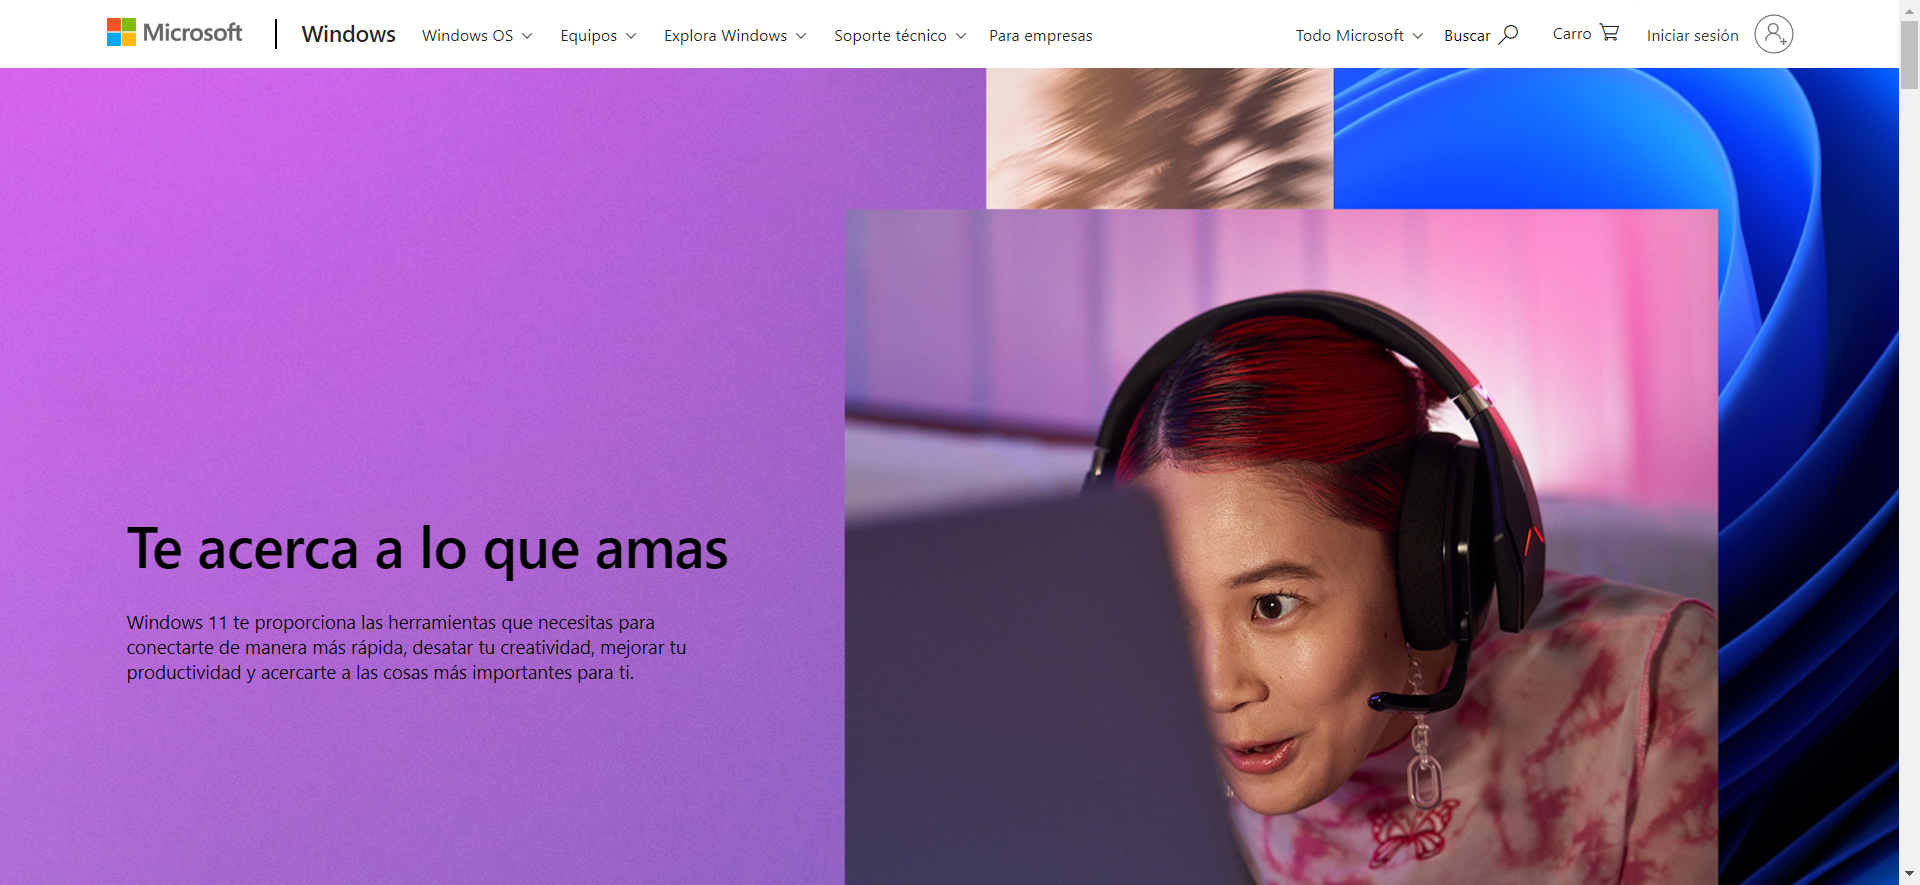 Microsoft
Windows
Windows OS
Equipos
Explora Windows
Soporte técnico
Para empresas
Todo Microsoft
Buscar
Carro
Iniciar sesión
Te acerca a lo que amas
Windows 11 te proporciona las herramientas que necesitas para
conectarte de manera más rápida, desatar tu creatividad, mejorar tu
productividad y acercarte a las cosas más importantes para ti.